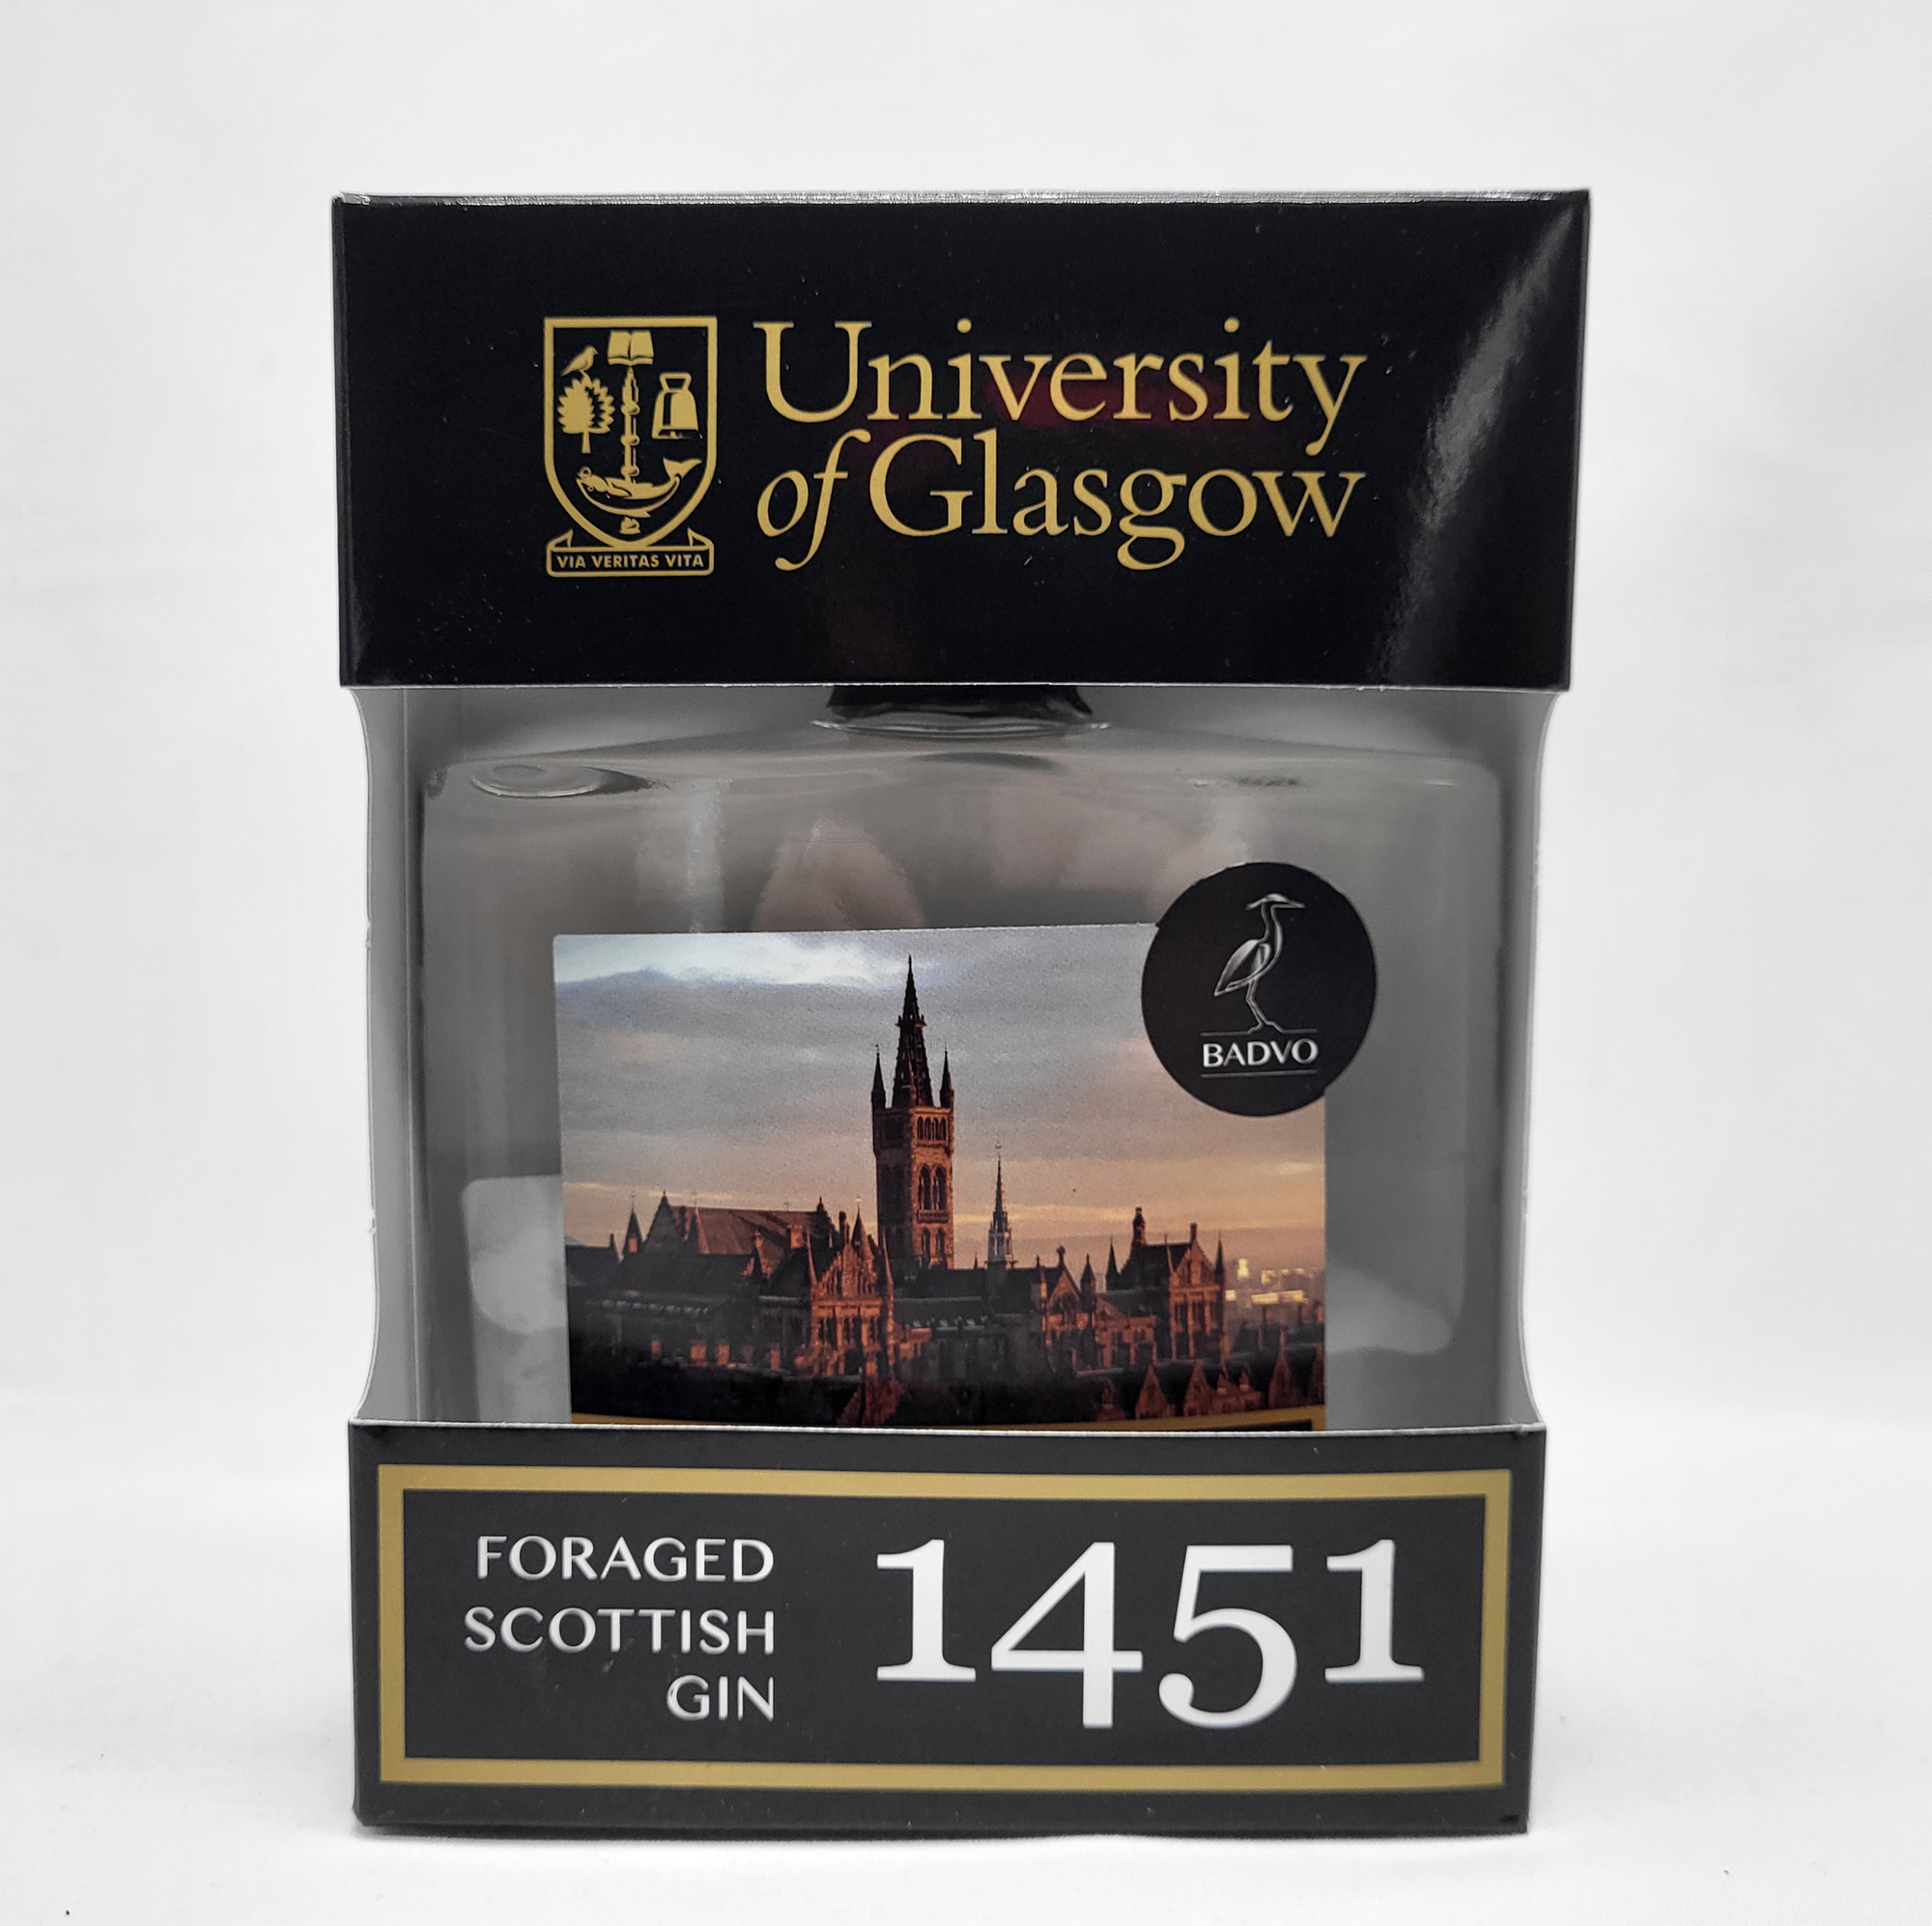 University
of Glasgow
VIA VERITAS VITA
BADVO
FORAGED
SCOTTISH
GIN
1451